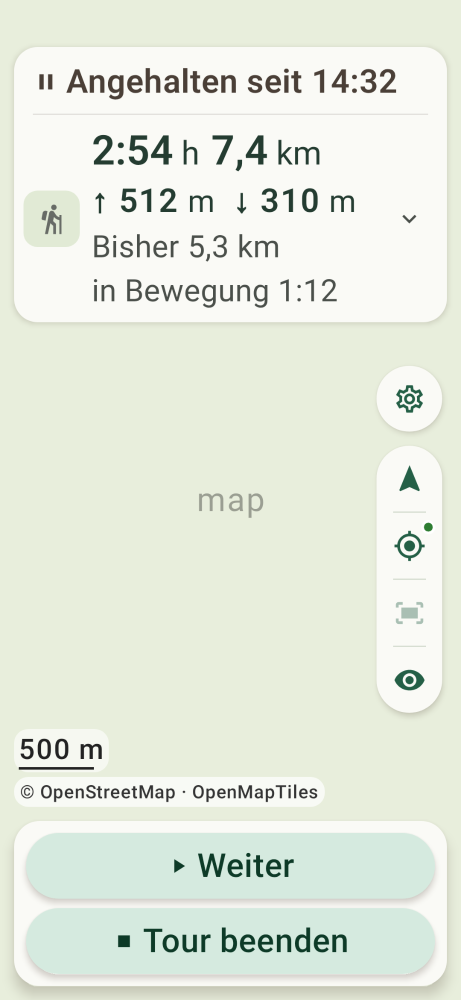 Angehalten seit 14:32
2:54 h 7,4 km
↑ 512 m ↓ 310 m
Bisher 5,3 km
in Bewegung 1:12
map
500 m
© OpenStreetMap · OpenMapTiles
Weiter
Tour beenden